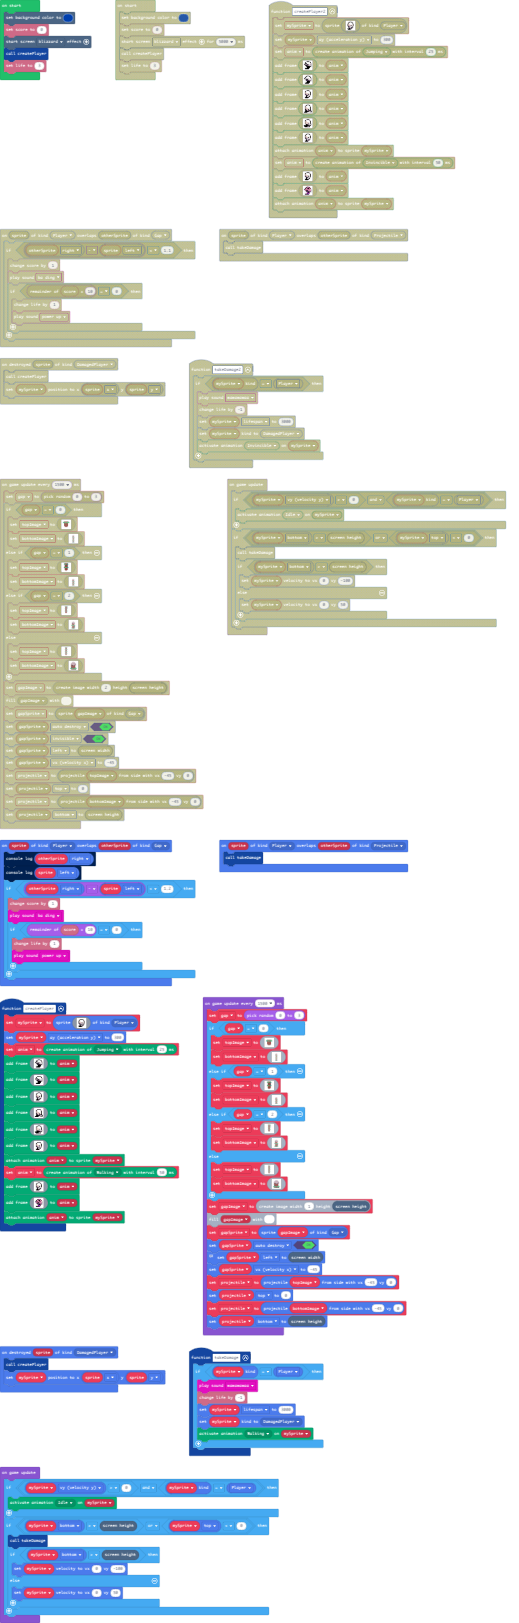 on start
set background color to
set score to
start screen blizzard effect
call createPlayer
set life to
on start
set background color to
set score to
start screen blizzard effect for 5000 ms
call createPlayer
set life to
function createPlayer2
set mySprite to sprite of kind Player
set mySprite ay (acceleration y) to 300
set anim to create animation of Jumping with interval ms
add frame to anim
add frame to anim
add frame to anim
add frame to anim
add frame to anim
add frame to anim
attach animation anim to sprite mySprite
set anim to create animation of Invincible with interval ms
add frame to anim
add frame to anim
attach animation anim to sprite mySprite
on sprite of kind Player overlaps otherSprite of kind Gap
if otherSprite right - sprite left then
change score by 1
play sound ba ding
if remainder of score ÷ 10 = 0 then
change life by 1
play sound power up
on sprite of kind Player overlaps otherSprite of kind Projectile
call takeDamage
on destroyed sprite of kind DamagedPlayer
call createPlayer
set mySprite position to x sprite x y sprite y
function takeDamage2
if mySprite kind = Player then
play sound wawawawaa
change life by -1
set mySprite lifespan to
set mySprite kind to DamagedPlayer
activate animation Invincible on mySprite
on game update every 1500 ms
set gap to pick random 0 to 3
if gap = 0 then
set topImage to
set bottomImage to
else if gap = 1 then
set topImage to
set bottomImage to
else if gap = 2 then
set topImage to
set bottomImage to
else
set topImage to
set bottomImage to
set gapImage to create image width 2 height screen height
fill gapImage with
set gapSprite to sprite gapImage of kind Gap
set gapSprite auto destroy
set gapSprite invisible
set gapSprite left to screen width
set gapSprite vx (velocity x) to -45
set projectile to projectile topImage from side with vx -45 vy 0
set projectile top to 0
set projectile to projectile bottomImage from side with vx -45 vy 0
set projectile bottom to screen height
on game update
if mySprite vy (velocity y) 0 and mySprite kind = Player then
activate animation Idle on mySprite
if mySprite bottom screen height or mySprite top 0 then
call takeDamage
if mySprite bottom screen height then
set mySprite velocity to vx 0 vy -100
else
set mySprite velocity to vx 0 vy 50
on sprite of kind Player overlaps otherSprite of kind Gap
console log otherSprite right
console log sprite left
if otherSprite right - sprite left then
change score by 1
play sound ba ding
if remainder of score ÷ 10 = 0 then
change life by 1
play sound power up
on sprite of kind Player overlaps otherSprite of kind Projectile
call takeDamage
function createPlayer
set mySprite to sprite of kind Player
set mySprite ay (acceleration y) to 300
set anim to create animation of Jumping with interval ms
add frame to anim
add frame to anim
add frame to anim
add frame to anim
add frame to anim
add frame to anim
attach animation anim to sprite mySprite
set anim to create animation of Walking with interval ms
add frame to anim
add frame to anim
attach animation anim to sprite mySprite
on game update every 1500 ms
set gap to pick random 0 to 3
if gap = 0 then
set topImage to
set bottomImage to
else if gap = 1 then
set topImage to
set bottomImage to
else if gap = 2 then
set topImage to
set bottomImage to
else
set topImage to
set bottomImage to
set gapImage to create image width 2 height screen height
fill gapImage with
set gapSprite to sprite gapImage of kind Gap
set gapSprite auto destroy
set gapSprite left to screen width
set gapSprite vx (velocity x) to -45
set projectile to projectile topImage from side with vx -45 vy 0
set projectile top to 0
set projectile to projectile bottomImage from side with vx -45 vy 0
set projectile bottom to screen height
on destroyed sprite of kind DamagedPlayer
call createPlayer
set mySprite position to x sprite x y sprite y
function takeDamage
if mySprite kind = Player then
play sound wawawawaa
change life by -1
set mySprite lifespan to
set mySprite kind to DamagedPlayer
activate animation Walking on mySprite
on game update
if mySprite vy (velocity y) 0 and mySprite kind = Player then
activate animation Idle on mySprite
if mySprite bottom screen height or mySprite top 0 then
call takeDamage
if mySprite bottom screen height then
set mySprite velocity to vx 0 vy -100
else
set mySprite velocity to vx 0 vy 50